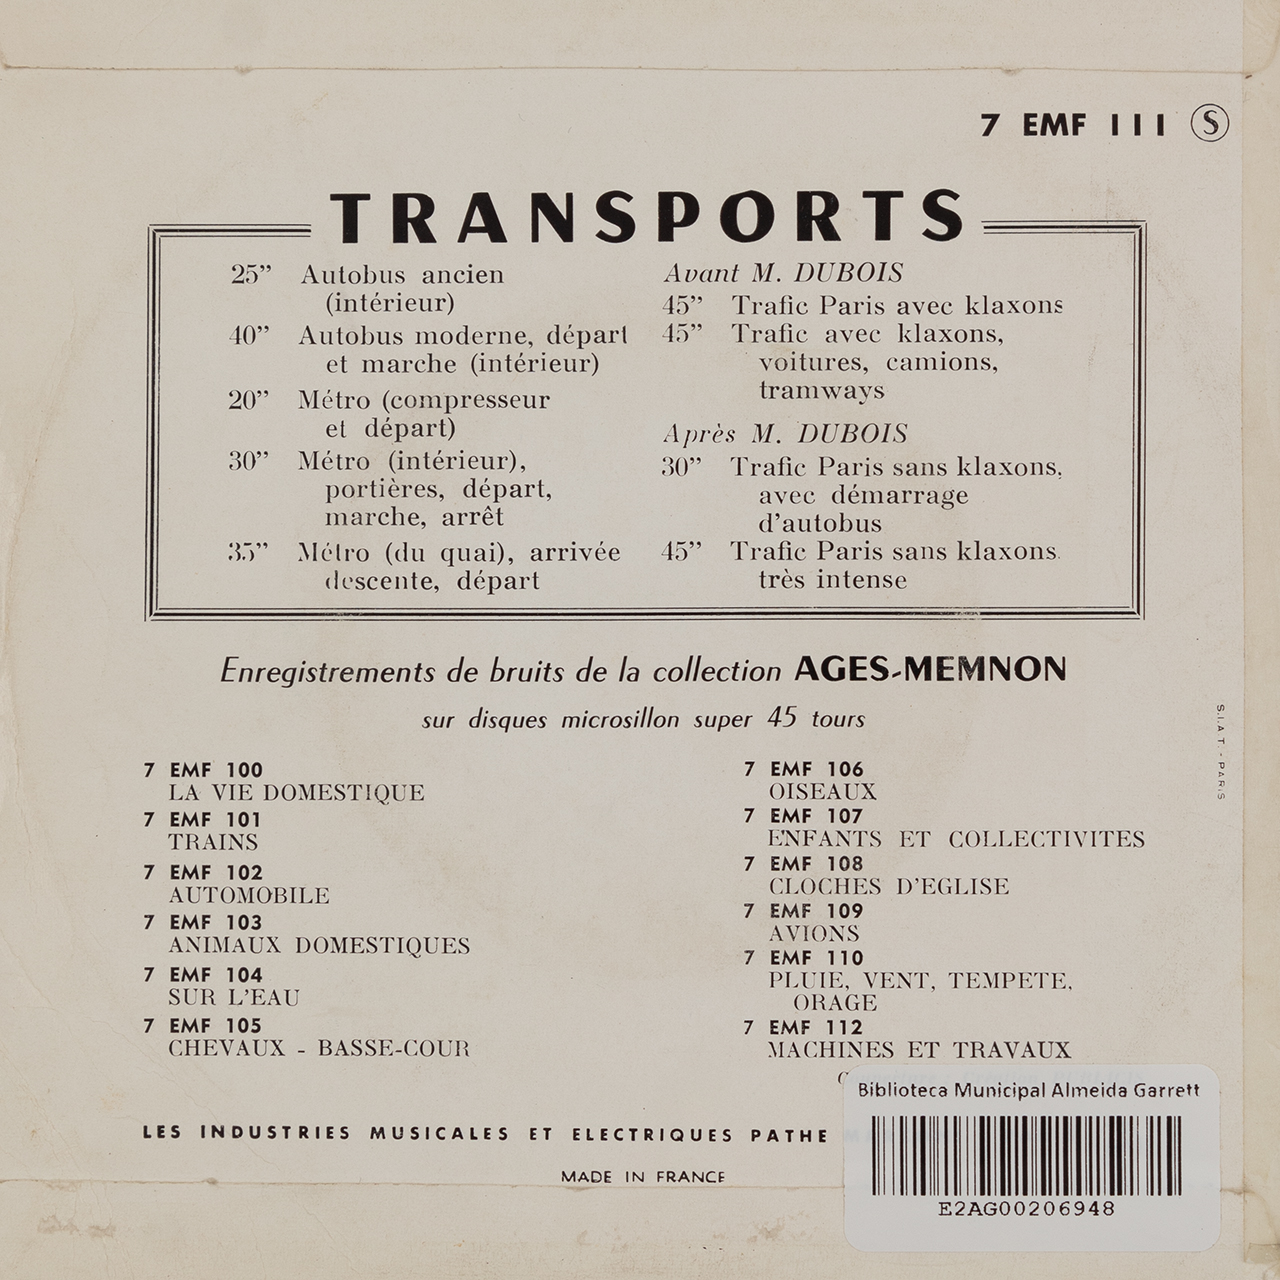 7 EMF 111 S
TRANSPORTS
25” Autobus ancien
(intérieur)
40” Autobus moderne, départ
et marche (intérieur)
20” Métro (compresseur
et départ)
30” Métro (intérieur),
portières, départ,
marche, arrêt
35” Métro (du quai), arrivée
descente, départ
Avant M. DUBOIS
45” Trafic Paris avec klaxons
45” Trafic avec klaxons,
voitures, camions,
tramways
Après M. DUBOIS
30” Trafic Paris sans klaxons,
avec démarrage
d’autobus
45” Trafic Paris sans klaxons.
très intense
Enregistrements de bruits de la collection AGES-MEMNON
sur disques microsillon super 45 tours
7 EMF 100
LA VIE DOMESTIQUE
7 EMF 101
TRAINS
7 EMF 102
AUTOMOBILE
7 EMF 103
ANIMAUX DOMESTIQUES
7 EMF 104
SUR L’EAU
7 EMF 105
CHEVAUX - BASSE-COUR
7 EMF 106
OISEAUX
7 EMF 107
ENFANTS ET COLLECTIVITES
7 EMF 108
CLOCHES D’EGLISE
7 EMF 109
AVIONS
7 EMF 110
PLUIE, VENT, TEMPETE,
ORAGE
7 EMF 112
MACHINES ET TRAVAUX
S.I.A.T. - PARIS
LES INDUSTRIES MUSICALES ET ELECTRIQUES PATHE
MADE IN FRANCE
Biblioteca Municipal Almeida Garrett
E2AG00206948